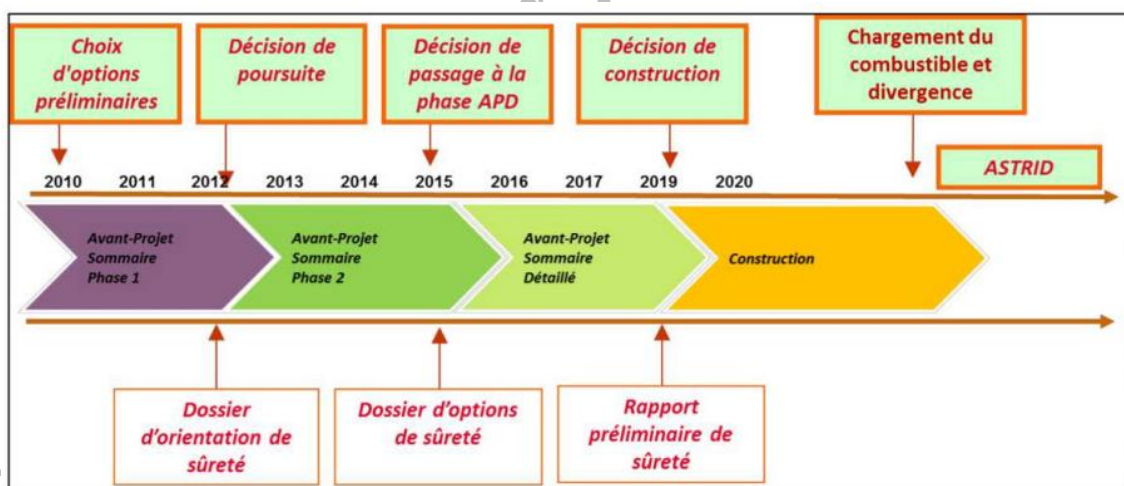 Choix
d'options
préliminaires
Décision de
poursuite
Décision de
passage à la
phase APD
Décision de
construction
Chargement du
combustible et
divergence
ASTRID
2010 2011 2012 2013 2014 2015 2016 2017 2019 2020
Avant-Projet
Sommaire
Phase 1
Avant-Projet
Sommaire
Phase 2
Avant-Projet
Sommaire
Détaillé
Construction
Dossier
d'orientation de
sûreté
Dossier d'options
de sûreté
Rapport
préliminaire de
sûreté